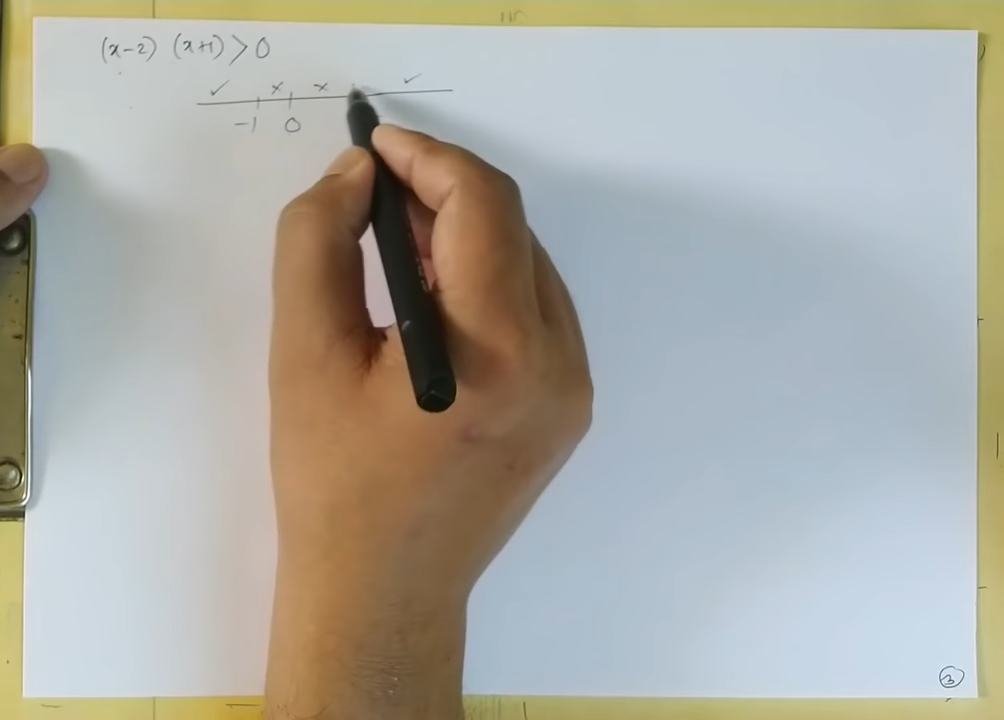 (x-2) (x+1) > 0
✓ x x ✓
-1 0
3